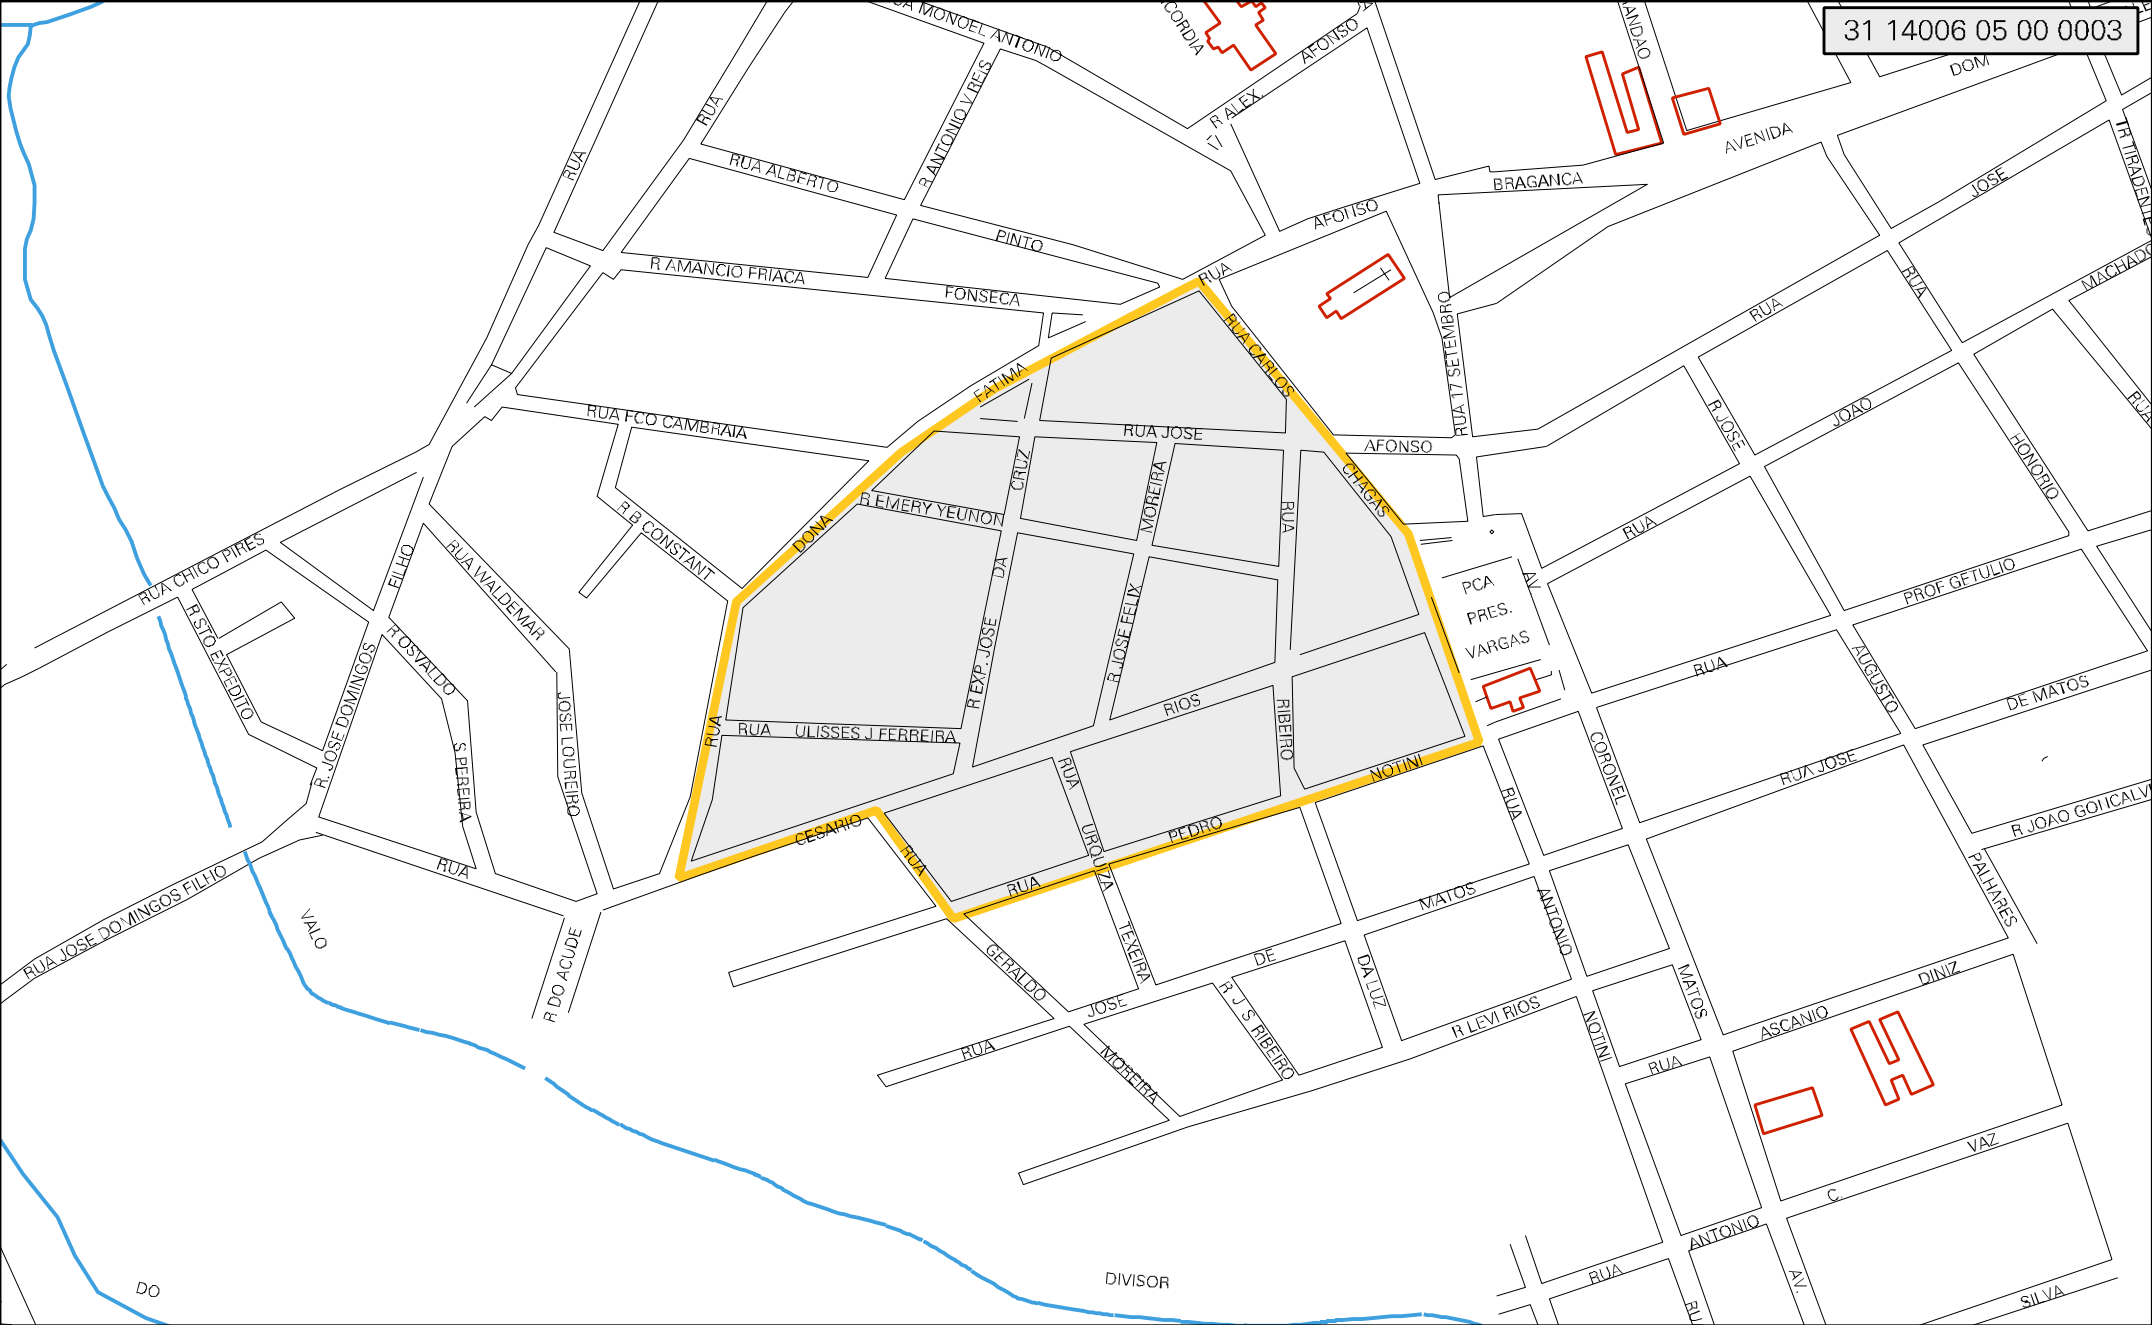 31 14006 05 00 0003
RUA MONOEL ANTONIO
R ALEX.
AFONSO
DOM
AVENIDA
BRAGANCA
RUA
RUA
R ANTONIO V REIS
RUA ALBERTO
PINTO
JOSE
AFONSO
RUA
R AMANCIO FRIACA
FONSECA
RUA
RUA
MACHADO
RUA 17 SETEMBRO
RUA CARLOS
CHAGAS
FATIMA
DONA
RUA
RUA FCO CAMBRAIA
RUA JOSE
AFONSO
R JOSE
JOAO
RUA
RUA
HONORIO
R EMERY YEUNON
CRUZ
DA
R EXP. JOSE
MOREIRA
R JOSE FELIX
RUA
RIBEIRO
R B CONSTANT
RUA CHICO PIRES
FILHO
R. JOSE DOMINGOS
RUA WALDEMAR
JOSE LOUREIRO
R STO EXPEDITO
R OSVALDO
S PEREIRA
PCA
PRES.
VARGAS
AV
PROF GETULIO
RUA
AUGUSTO
DE MATOS
RUA ULISSES J FERREIRA
RIOS
CESARIO
RUA
NOTINI
PEDRO
RUA
RUA
URQUIZA
TEXEIRA
RUA
CORONEL
RUA JOSE
R JOAO GONCALV
RUA
PALHARES
MATOS
ANTONIO
RUA JOSE DOMINGOS FILHO
VALO
R DO ACUDE
GERALDO
MOREIRA
DE
JOSE
RUA
DA LUZ
R J S RIBEIRO
R LEVI RIOS
MATOS
NOTINI
DINIZ
ASCANIO
RUA
VAZ
C.
ANTONIO
RUA
AV.
SILVA
DO
DIVISOR